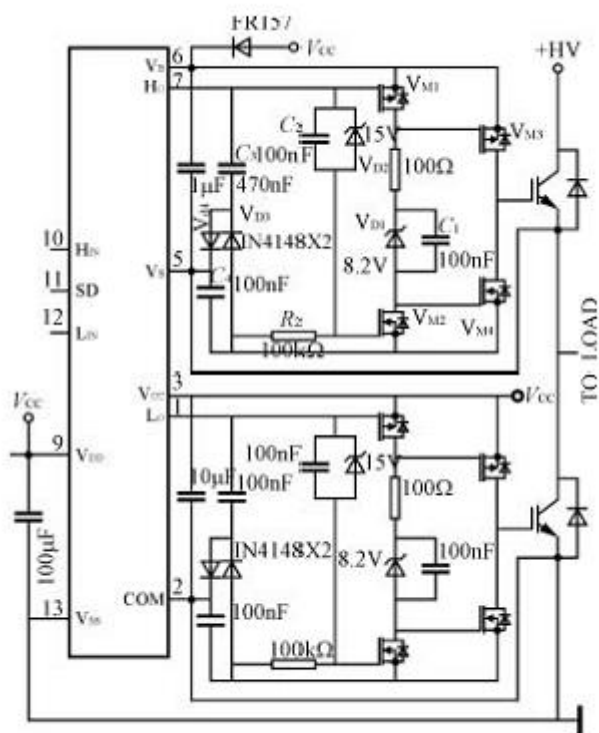 FR157
VCC
+HV
6
VB
7
HO
VM1
C2
100nF
15V
VM3
C3
1μF
470nF
VD2
100Ω
Vd4
VD3
VD1
C1
10
HIN
IN4148X2
100nF
5
VS
8.2V
11
SD
C4
100nF
12
LIN
R2
100kΩ
VM2
VM4
TO LOAD
3
VCC
VCC
VCC
1
LO
9
VDD
100nF
15V
10μF
100nF
100Ω
100μF
IN4148X2
8.2V
100nF
2
COM
100nF
13
VSS
100kΩ